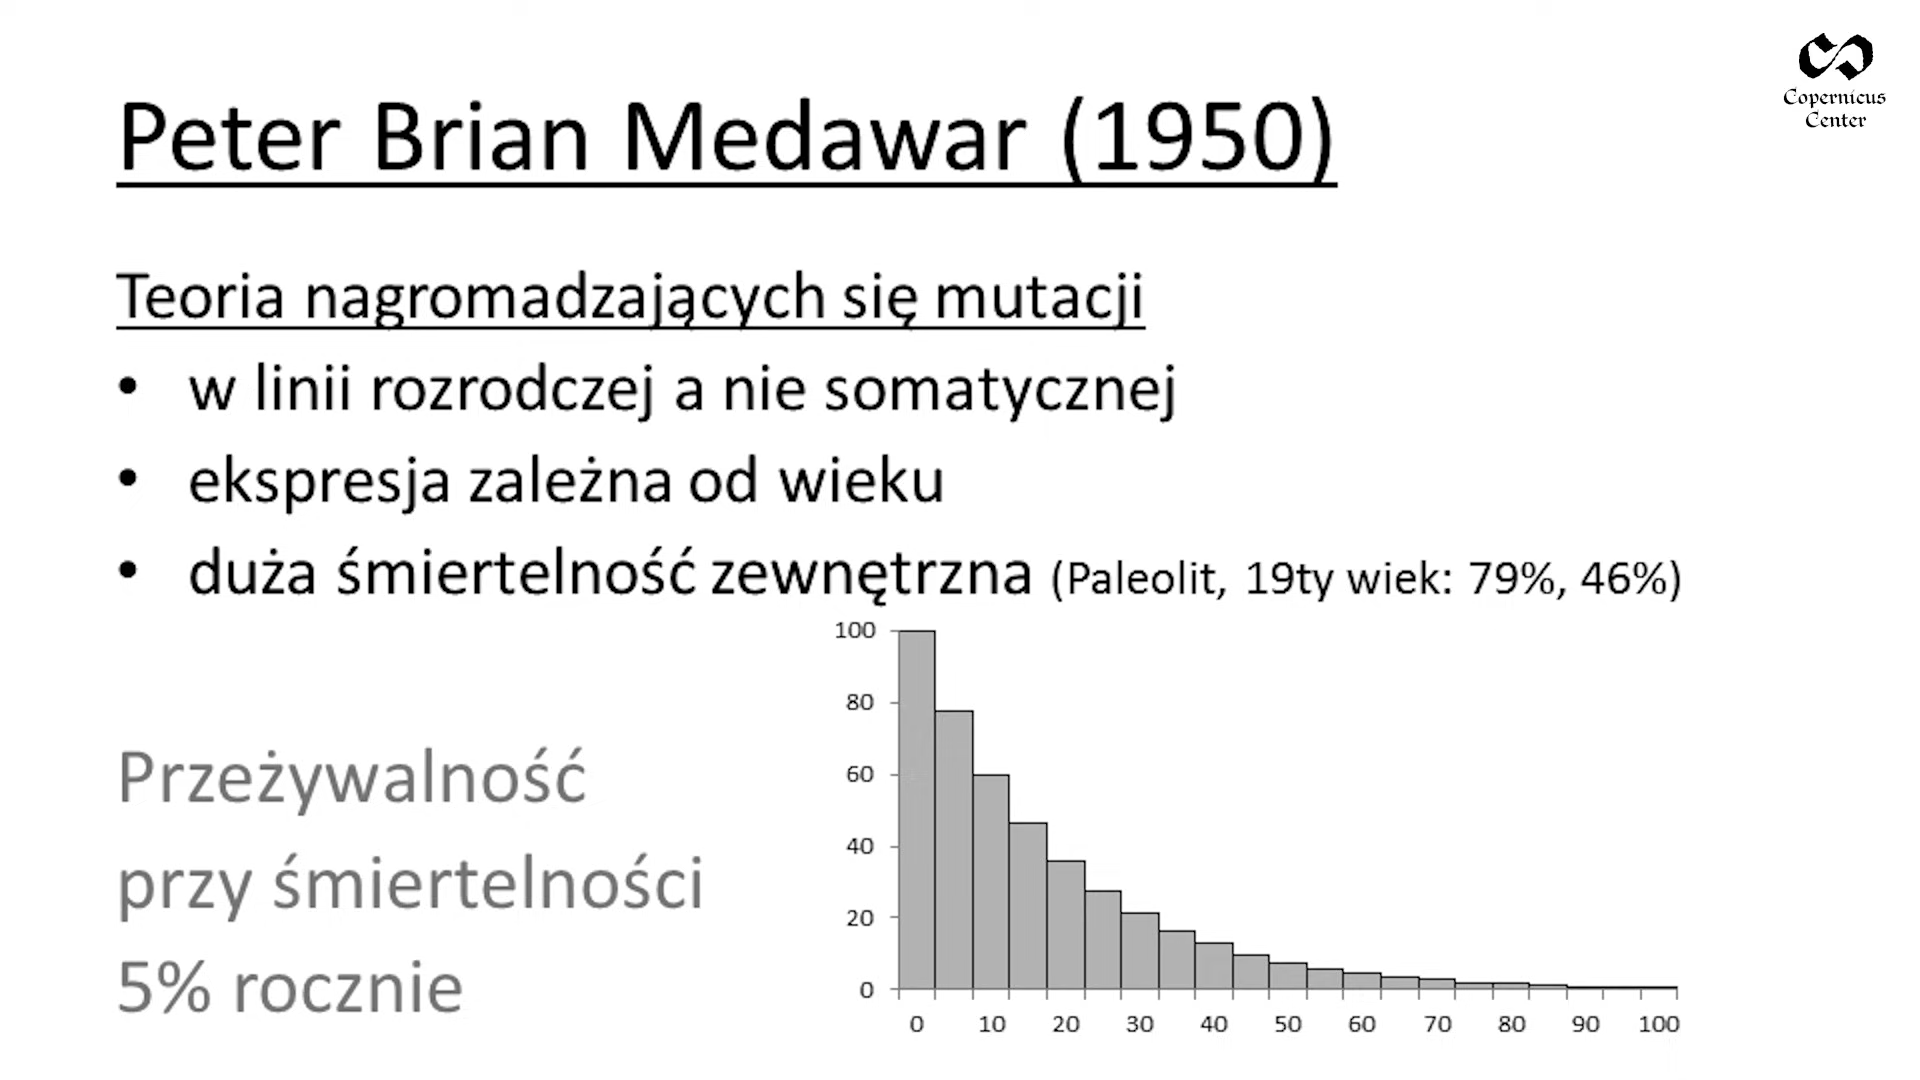 Copernicus
Center
Peter Brian Medawar (1950)
Teoria nagromadzających się mutacji
• w linii rozrodczej a nie somatycznej
• ekspresja zależna od wieku
• duża śmiertelność zewnętrzna (Paleolit, 19ty wiek: 79%, 46%)
Przeżywalność
przy śmiertelności
5% rocznie
100
80
60
40
20
0
0 10 20 30 40 50 60 70 80 90 100